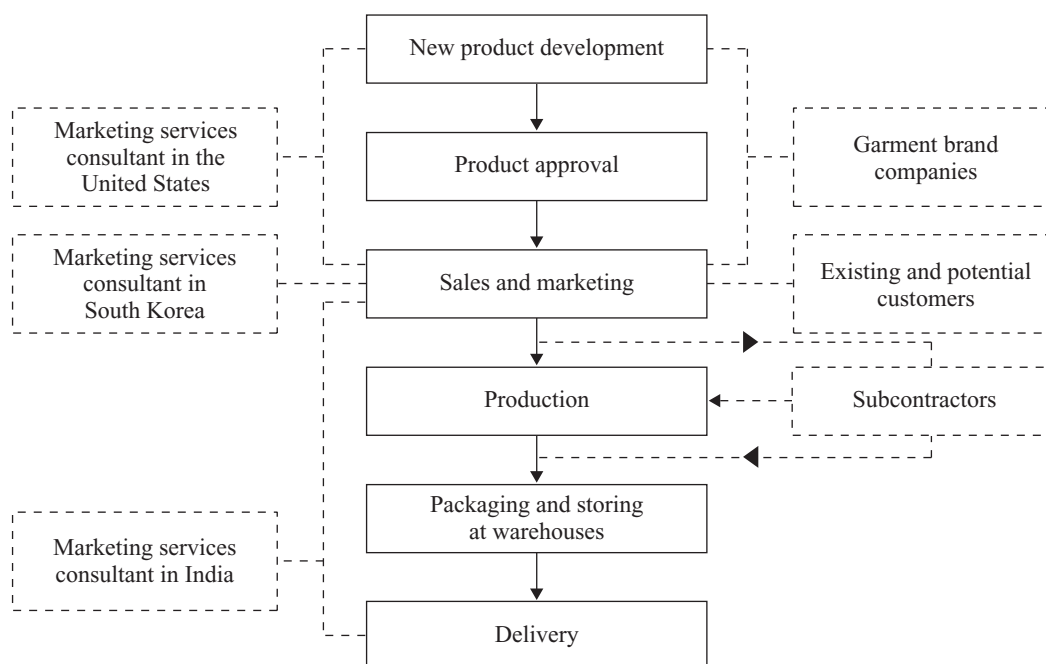 New product development
Marketing services
consultant in the
United States
Product approval
Garment brand
companies
Marketing services
consultant in
South Korea
Sales and marketing
Existing and potential
customers
Production
Subcontractors
Packaging and storing
at warehouses
Marketing services
consultant in India
Delivery